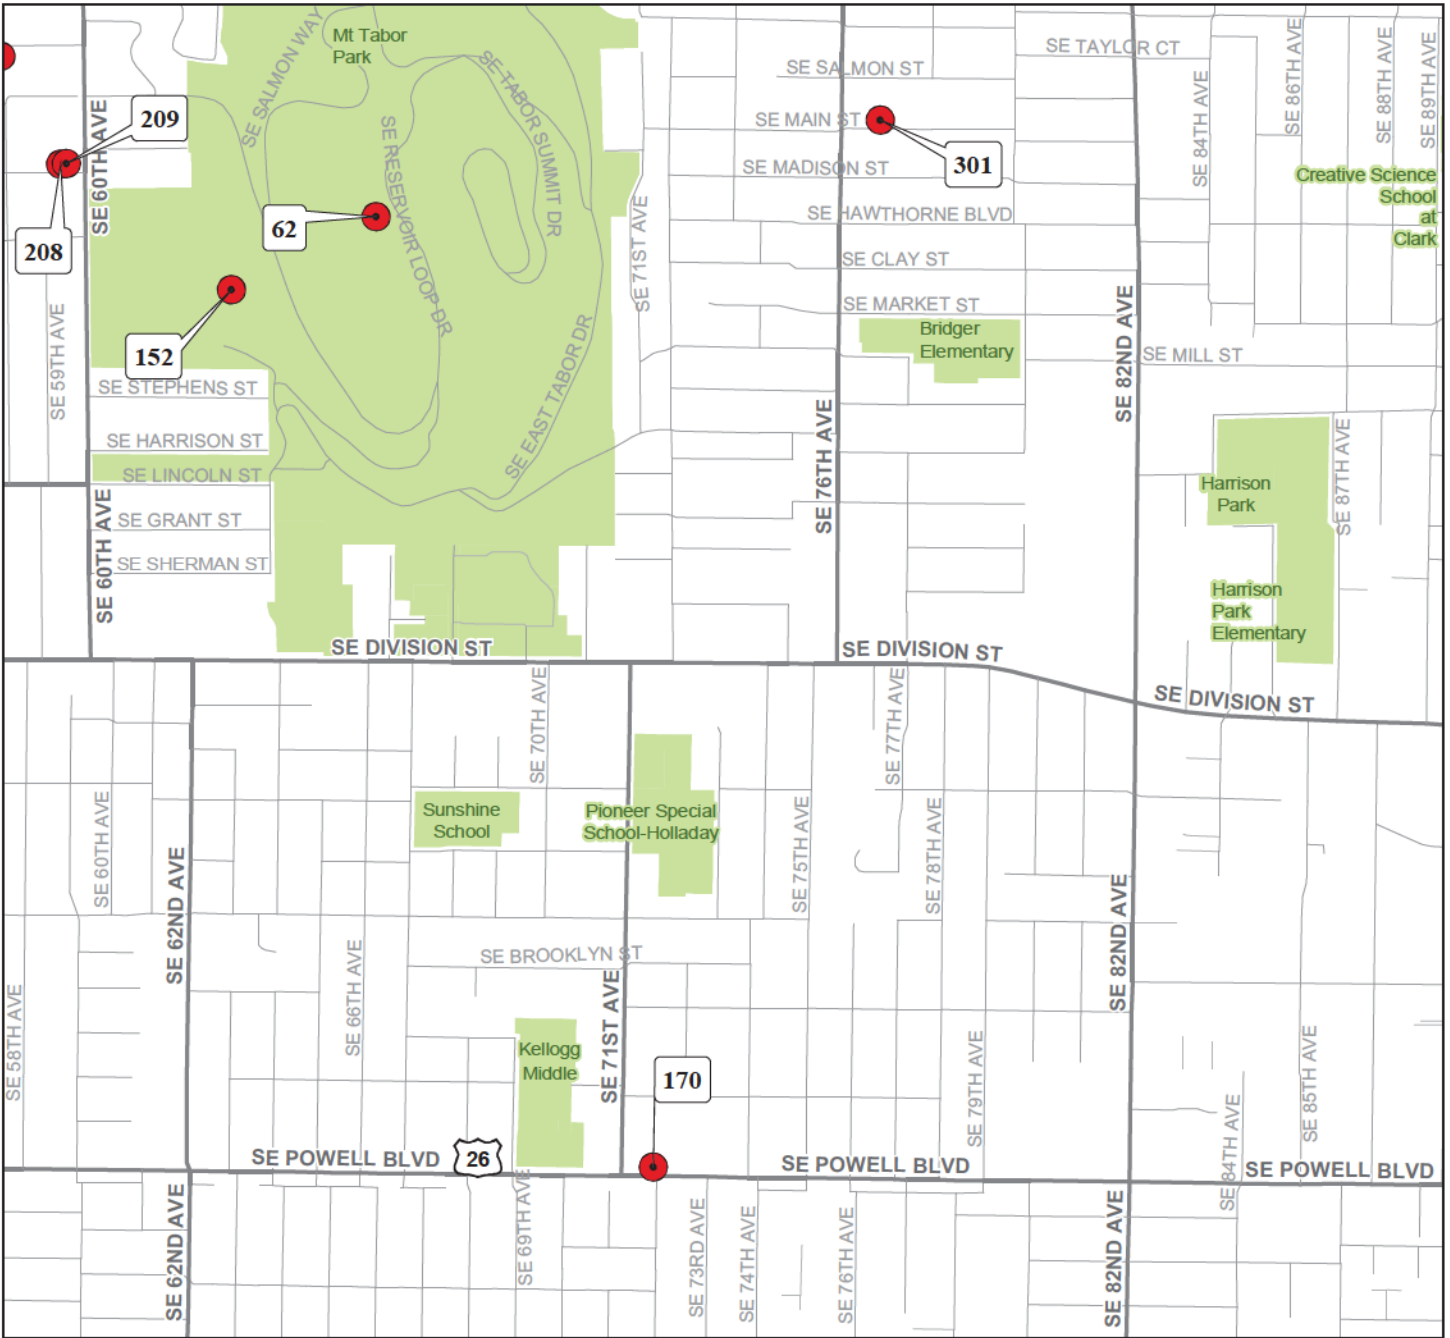 SE SALMON WAY
Mt Tabor
Park
SE TABOR SUMMIT DR
SE RESERVOIR LOOP DR
SE EAST TABOR DR
SE SALMON ST
SE TAYLOR CT
SE MAIN ST
SE MADISON ST
SE HAWTHORNE BLVD
SE CLAY ST
SE MARKET ST
SE MILL ST
SE 84TH AVE
SE 86TH AVE
SE 88TH AVE
SE 89TH AVE
Creative Science
School
at
Clark
209
208
62
152
301
SE 60TH AVE
SE 59TH AVE
SE 71ST AVE
SE 76TH AVE
SE 82ND AVE
Bridger
Elementary
SE STEPHENS ST
SE HARRISON ST
SE LINCOLN ST
SE GRANT ST
SE SHERMAN ST
SE 60TH AVE
Harrison
Park
SE 87TH AVE
Harrison
Park
Elementary
SE DIVISION ST
SE DIVISION ST
SE DIVISION ST
SE 70TH AVE
SE 77TH AVE
Sunshine
School
Pioneer Special
School-Holladay
SE 60TH AVE
SE 62ND AVE
SE 75TH AVE
SE 78TH AVE
SE 82ND AVE
SE BROOKLYN ST
SE 58TH AVE
SE 66TH AVE
SE 71ST AVE
Kellogg
Middle
170
SE 79TH AVE
SE 85TH AVE
SE 84TH AVE
SE POWELL BLVD
26
SE POWELL BLVD
SE POWELL BLVD
SE 62ND AVE
SE 69TH AVE
SE 73RD AVE
SE 74TH AVE
SE 76TH AVE
SE 82ND AVE